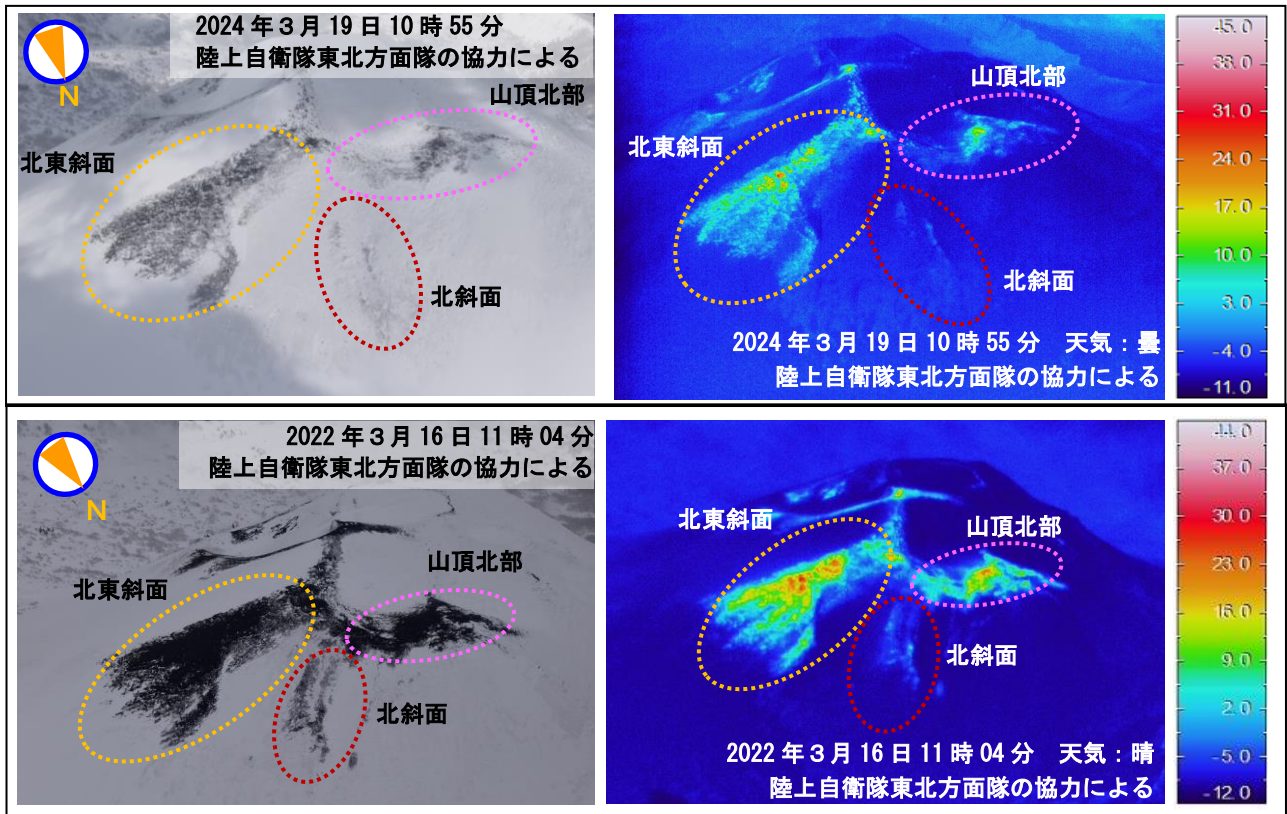 2024年3月19日10時55分
陸上自衛隊東北方面隊の協力による
N
山頂北部
北東斜面
北斜面
山頂北部
北東斜面
北斜面
2024年3月19日10時55分 天気：曇
陸上自衛隊東北方面隊の協力による
45.0
38.0
31.0
24.0
17.0
10.0
3.0
-4.0
-11.0
2022年3月16日11時04分
陸上自衛隊東北方面隊の協力による
N
山頂北部
北東斜面
北斜面
北東斜面
山頂北部
北斜面
2022年3月16日11時04分 天気：晴
陸上自衛隊東北方面隊の協力による
44.0
37.0
30.0
23.0
16.0
9.0
2.0
-5.0
-12.0